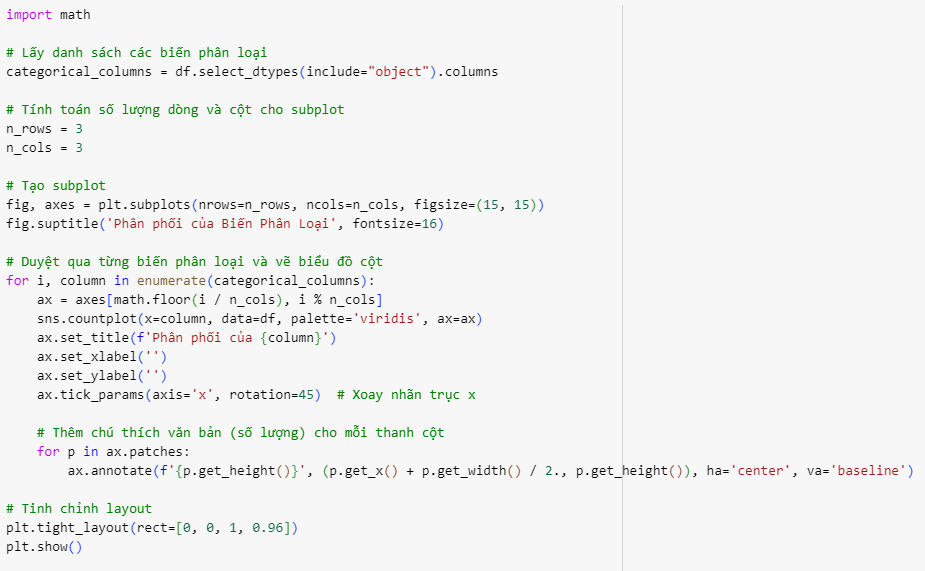 import math
# Lấy danh sách các biến phân loại
categorical_columns = df.select_dtypes(include="object").columns
# Tính toán số lượng dòng và cột cho subplot
n_rows = 3
n_cols = 3
# Tạo subplot
fig, axes = plt.subplots(nrows=n_rows, ncols=n_cols, figsize=(15, 15))
fig.suptitle('Phân phối của Biến Phân Loại', fontsize=16)
# Duyệt qua từng biến phân loại và vẽ biểu đồ cột
for i, column in enumerate(categorical_columns):
    ax = axes[math.floor(i / n_cols), i % n_cols]
    sns.countplot(x=column, data=df, palette='viridis', ax=ax)
    ax.set_title(f'Phân phối của {column}')
    ax.set_xlabel('')
    ax.set_ylabel('')
    ax.tick_params(axis='x', rotation=45)  # Xoay nhãn trục x
    # Thêm chú thích văn bản (số lượng) cho mỗi thanh cột
    for p in ax.patches:
        ax.annotate(f'{p.get_height()}', (p.get_x() + p.get_width() / 2., p.get_height()), ha='center', va='baseline')
# Tinh chỉnh layout
plt.tight_layout(rect=[0, 0, 1, 0.96])
plt.show()